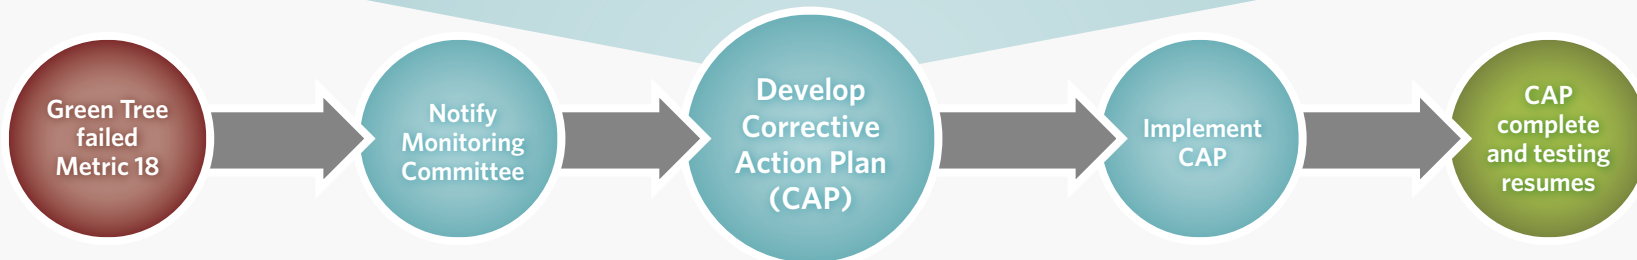 Green Tree
failed
Metric 18
Notify
Monitoring
Committee
Develop
Corrective
Action Plan
(CAP)
Implement
CAP
CAP
complete
and testing
resumes